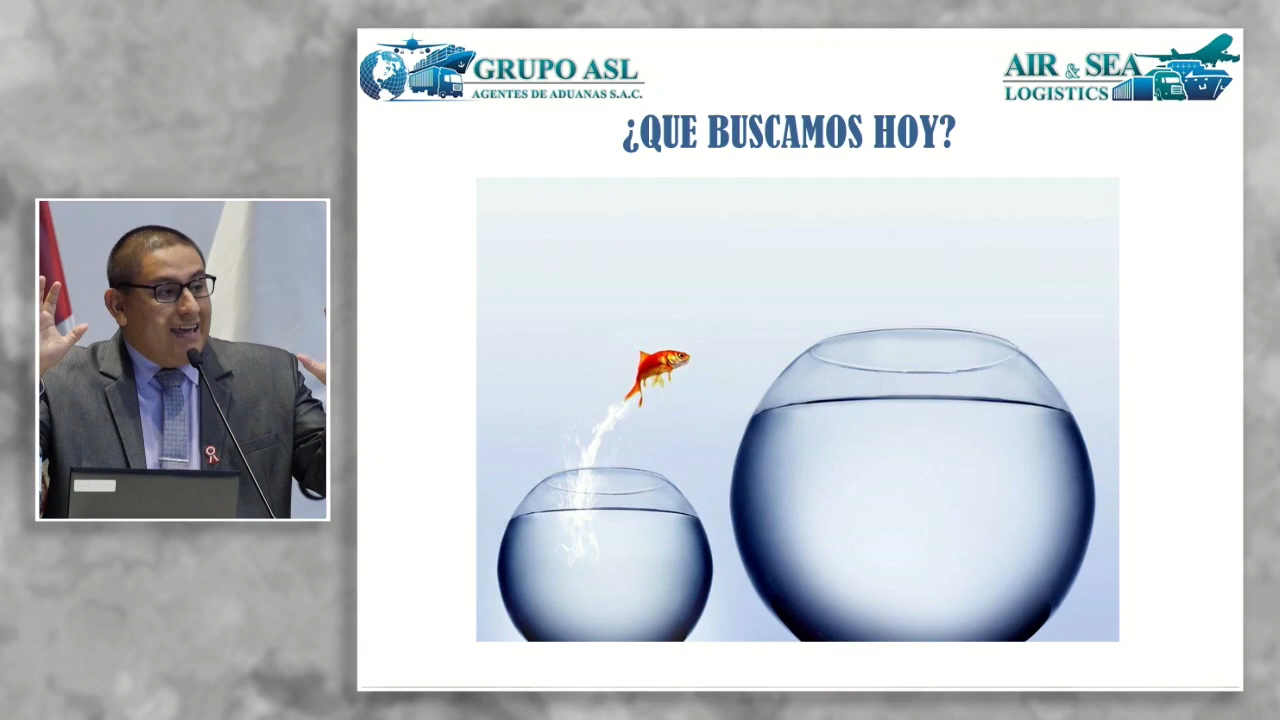 GRUPO ASL
AGENTES DE ADUANAS S.A.C.
AIR & SEA
LOGISTICS
¿QUE BUSCAMOS HOY?